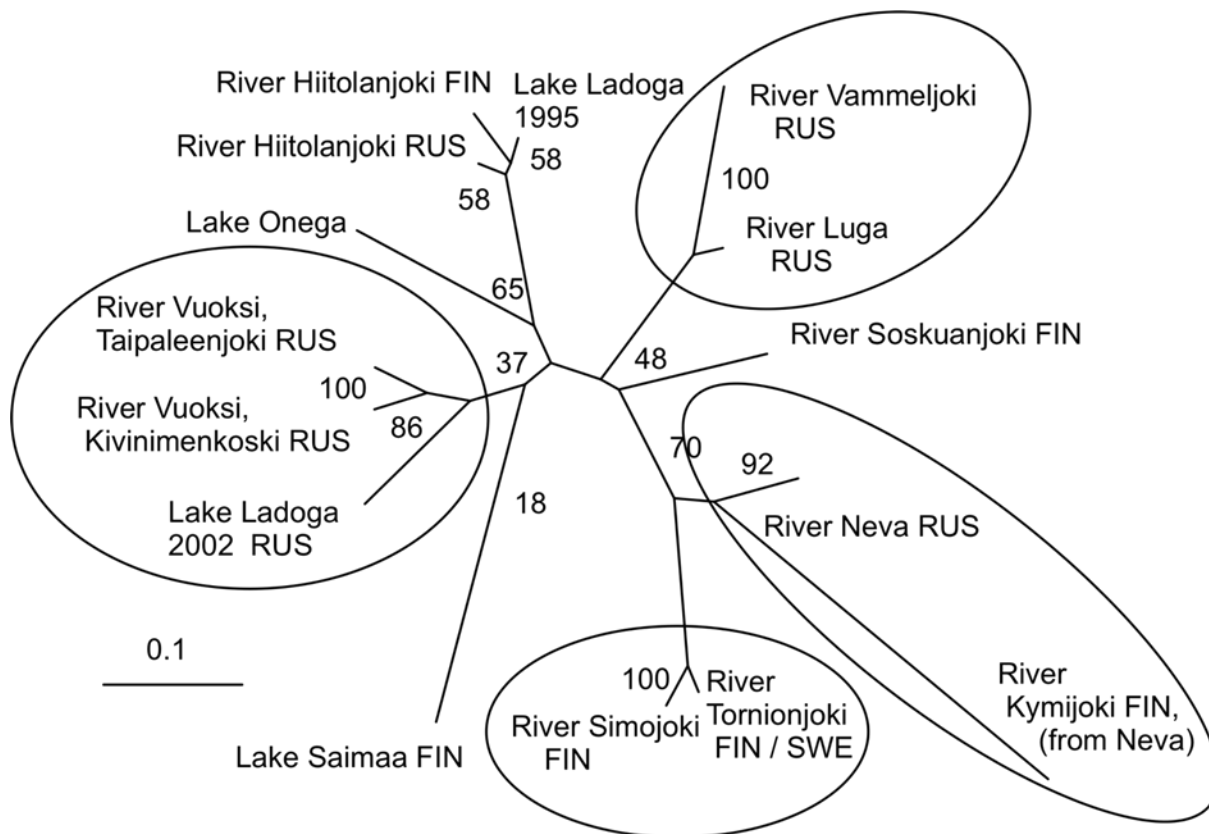 River Hiitolanjoki FIN
Lake Ladoga
1995
58
River Hiitolanjoki RUS
58
Lake Onega
65
River Vammeljoki
RUS
100
River Luga
RUS
River Vuoksi,
Taipaleenjoki RUS
100
River Vuoksi,
Kivinimenkoski RUS
86
Lake Ladoga
2002 RUS
37
48
River Soskuanjoki FIN
70
92
River Neva RUS
18
0.1
Lake Saimaa FIN
100
River Simojoki
FIN
River
Tornionjoki
FIN / SWE
River
Kymijoki FIN,
(from Neva)